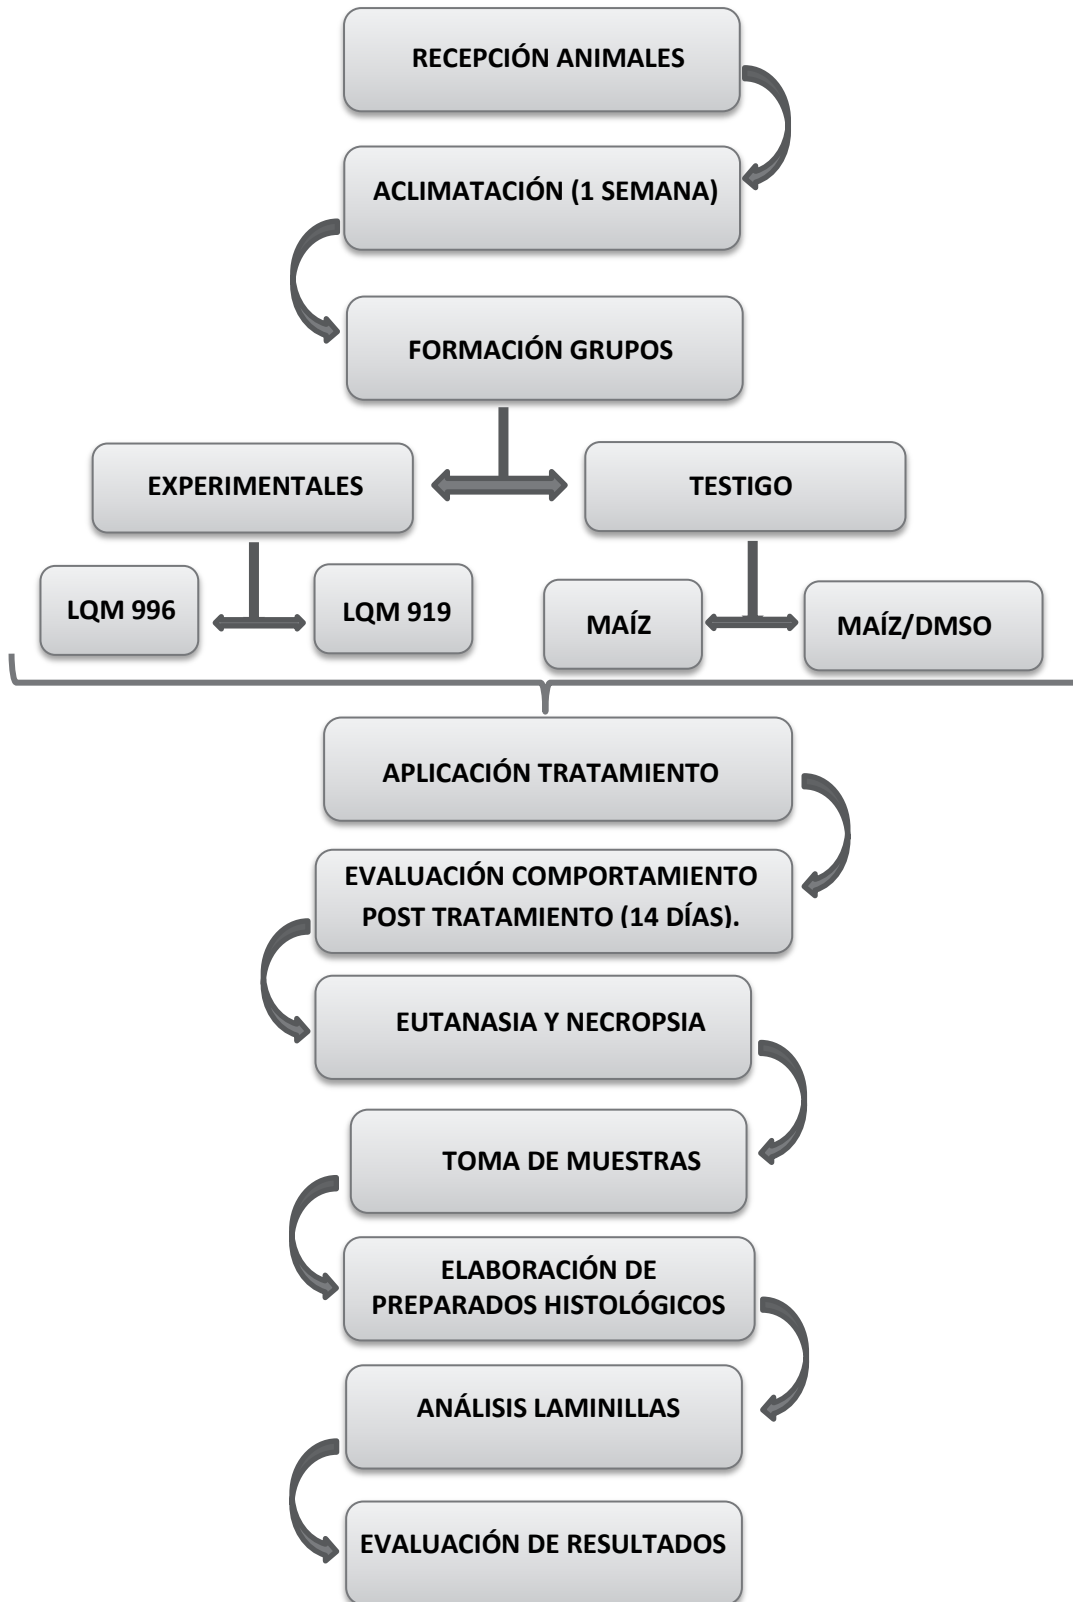 RECEPCIÓN ANIMALES
ACLIMATACIÓN (1 SEMANA)
FORMACIÓN GRUPOS
EXPERIMENTALES
TESTIGO
LQM 996
LQM 919
MAÍZ
MAÍZ/DMSO
APLICACIÓN TRATAMIENTO
EVALUACIÓN COMPORTAMIENTO
POST TRATAMIENTO (14 DÍAS).
EUTANASIA Y NECROPSIA
TOMA DE MUESTRAS
ELABORACIÓN DE
PREPARADOS HISTOLÓGICOS
ANÁLISIS LAMINILLAS
EVALUACIÓN DE RESULTADOS